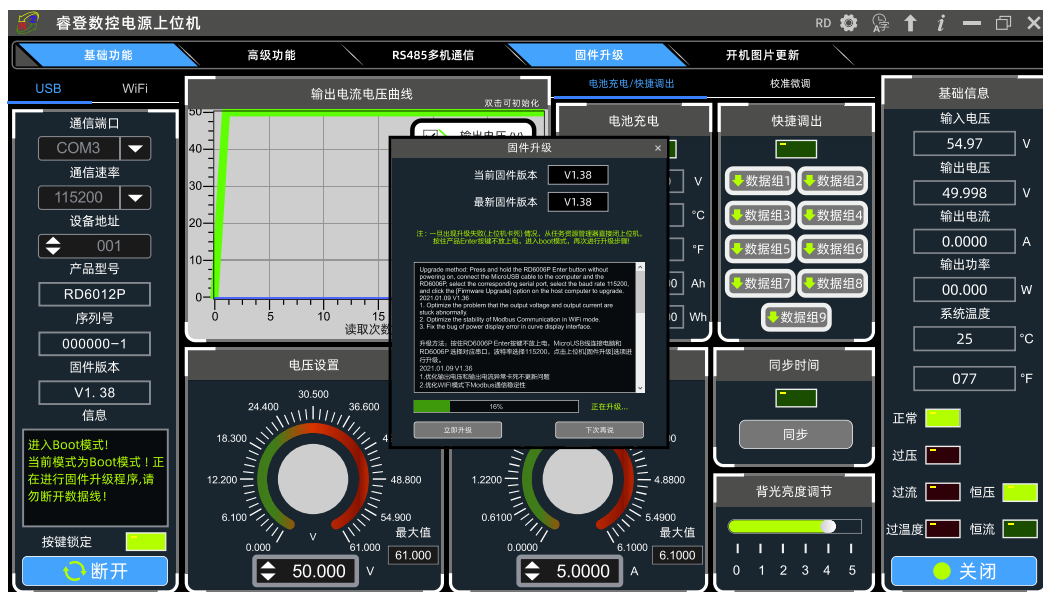 睿登数控电源上位机
RD
基础功能
高级功能
RS485多机通信
固件升级
开机图片更新
USB
WiFi
通信端口
COM3
通信速率
115200
设备地址
001
产品型号
RD6012P
序列号
000000-1
固件版本
V1. 38
信息
进入Boot模式!
当前模式为Boot模式！正
在进行固件升级程序,请
勿断开数据线!
按键锁定
断开
输出电流电压曲线
双击可初始化
50
40
30
20
10
0
0
5
10
15
读取次数
输出电压 (V)
固件升级
×
当前固件版本
V1.38
最新固件版本
V1.38
注：一旦出现升级失败(上位机卡死) 情况，从任务资源管理器直接闭上位机，
按住产品Enter按键不放上电，进入boot模式，再次进行升级步骤!
Upgrade method: Press and hold the RD6006P Enter button without
powering on, connect the MicroUSB cable to the computer and the
RD6006P, select the corresponding serial port, select the baud rate 115200,
and click the [Firmware Upgrade] option on the host computer to upgrade.
2021.01.09 V1.36
1. Optimize the problem that the output voltage and output current are
stuck abnormally.
2. Optimize the stability of Modbus Communication in WiFi mode.
3. Fix the bug of power display error in curve display interface.
升级方法：按住RD6006P Enter按键不放上电，MicroUSB线连接电脑和
RD6006P 选择对应串口，波特率选择115200，点击上位机[固件升级]选项进
行升级。
2021.01.09 V1.36
1.优化输出电压和输出电流异常卡死不更新问题
2.优化WIFI模式下Modbus通信稳定性
16%
正在升级...
立即升级
下次再说
电池充电/快捷调出
校准微调
电池充电
V
°C
°F
Ah
Wh
快捷调出
数据组1
数据组2
数据组3
数据组4
数据组5
数据组6
数据组7
数据组8
数据组9
电压设置
0.000
6.100
12.200
18.300
24.400
30.500
36.600
48.800
54.900
61.000
V
最大值
61.000
50.000
V
0.0000
0.6100
1.2200
4.8800
5.4900
6.1000
A
最大值
6.1000
5.0000
A
同步时间
同步
背光亮度调节
0
1
2
3
4
5
基础信息
输入电压
54.97
V
输出电压
49.998
V
输出电流
0.0000
A
输出功率
00.000
W
系统温度
25
°C
077
°F
正常
过压
过流
恒压
过温度
恒流
关闭